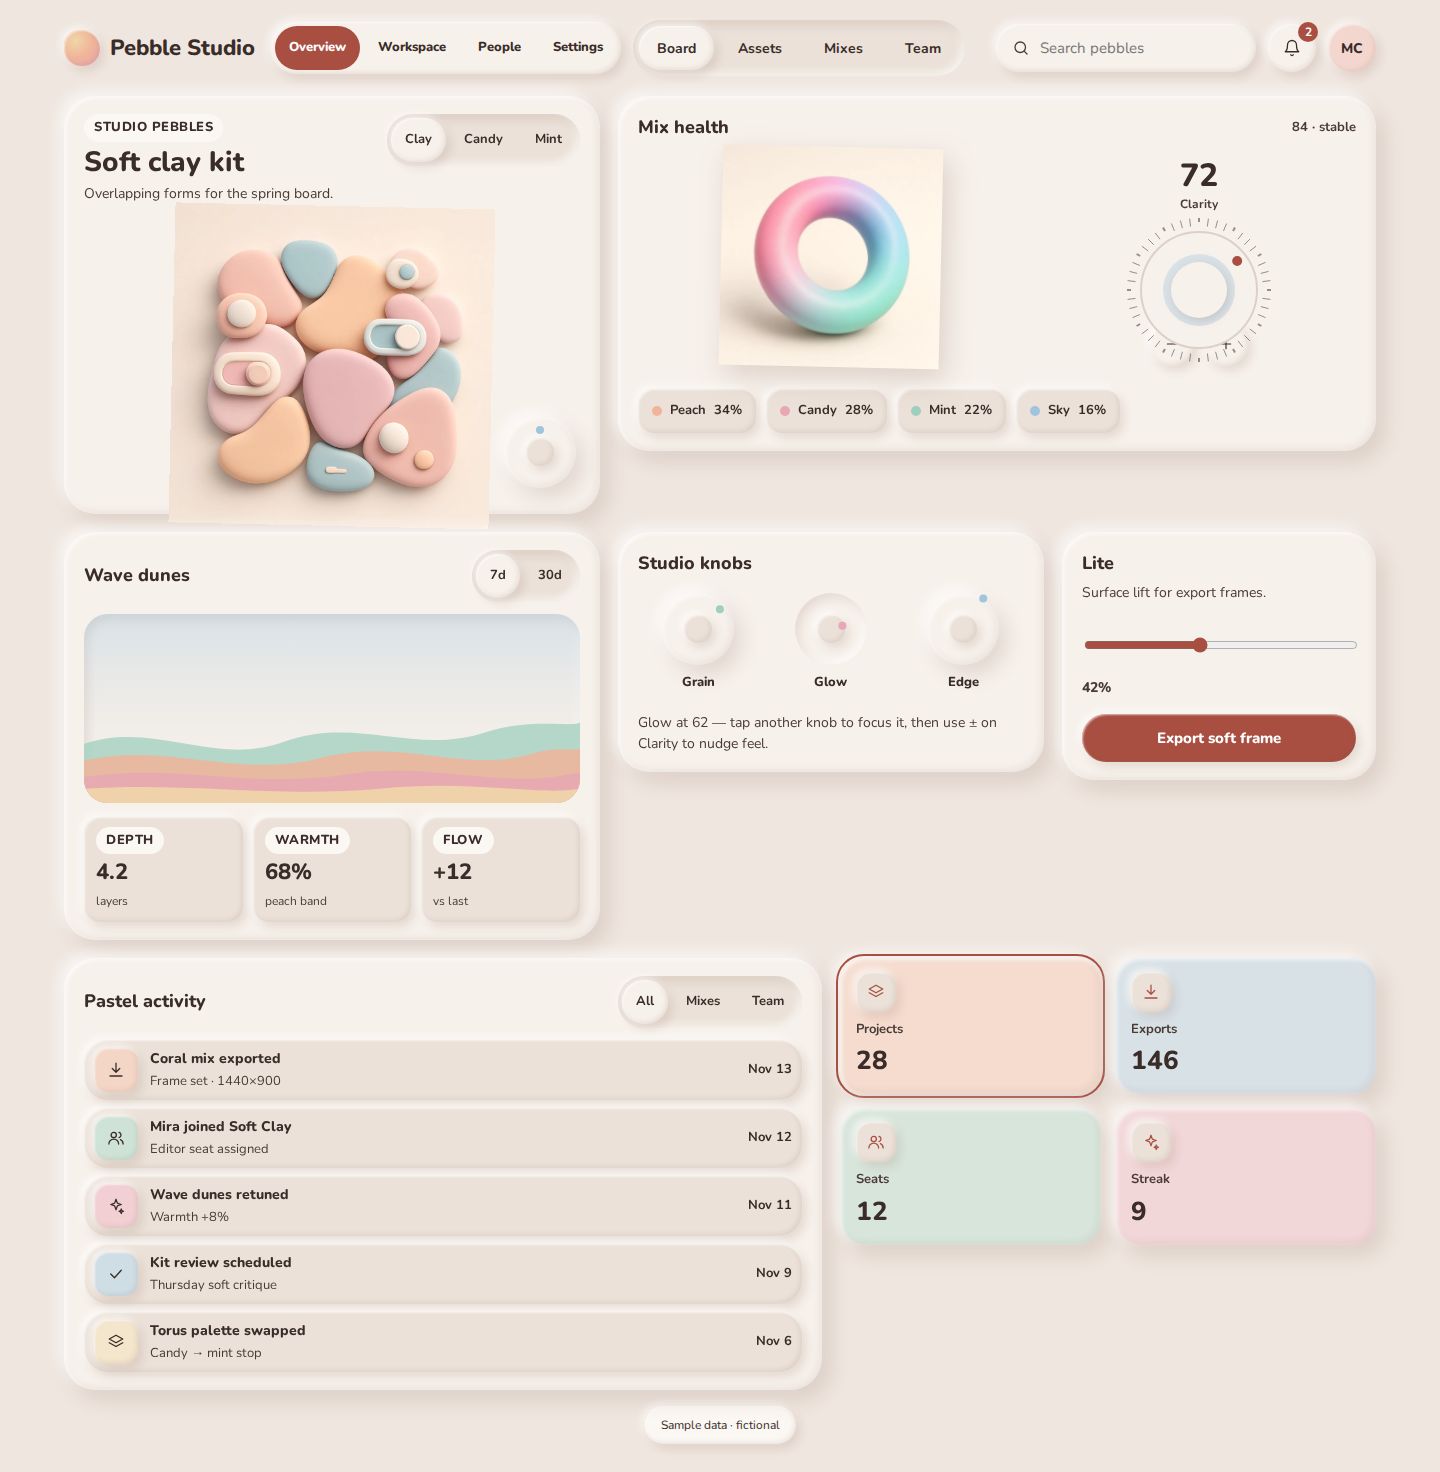 Pebble Studio
Overview
Workspace
People
Settings
Board
Assets
Mixes
Team
Search pebbles
2
MC
STUDIO PEBBLES
Soft clay kit
Overlapping forms for the spring board.
Clay
Candy
Mint
Mix health
84 · stable
72
Clarity
−
+
Peach 34%
Candy 28%
Mint 22%
Sky 16%
Wave dunes
7d
30d
DEPTH
4.2
layers
WARMTH
68%
peach band
FLOW
+12
vs last
Studio knobs
Grain
Glow
Edge
Glow at 62 — tap another knob to focus it, then use ± on
Clarity to nudge feel.
Lite
Surface lift for export frames.
42%
Export soft frame
Pastel activity
All
Mixes
Team
Coral mix exported
Frame set · 1440×900
Nov 13
Mira joined Soft Clay
Editor seat assigned
Nov 12
Wave dunes retuned
Warmth +8%
Nov 11
Kit review scheduled
Thursday soft critique
Nov 9
Torus palette swapped
Candy → mint stop
Nov 6
Projects
28
Exports
146
Seats
12
Streak
9
Sample data · fictional